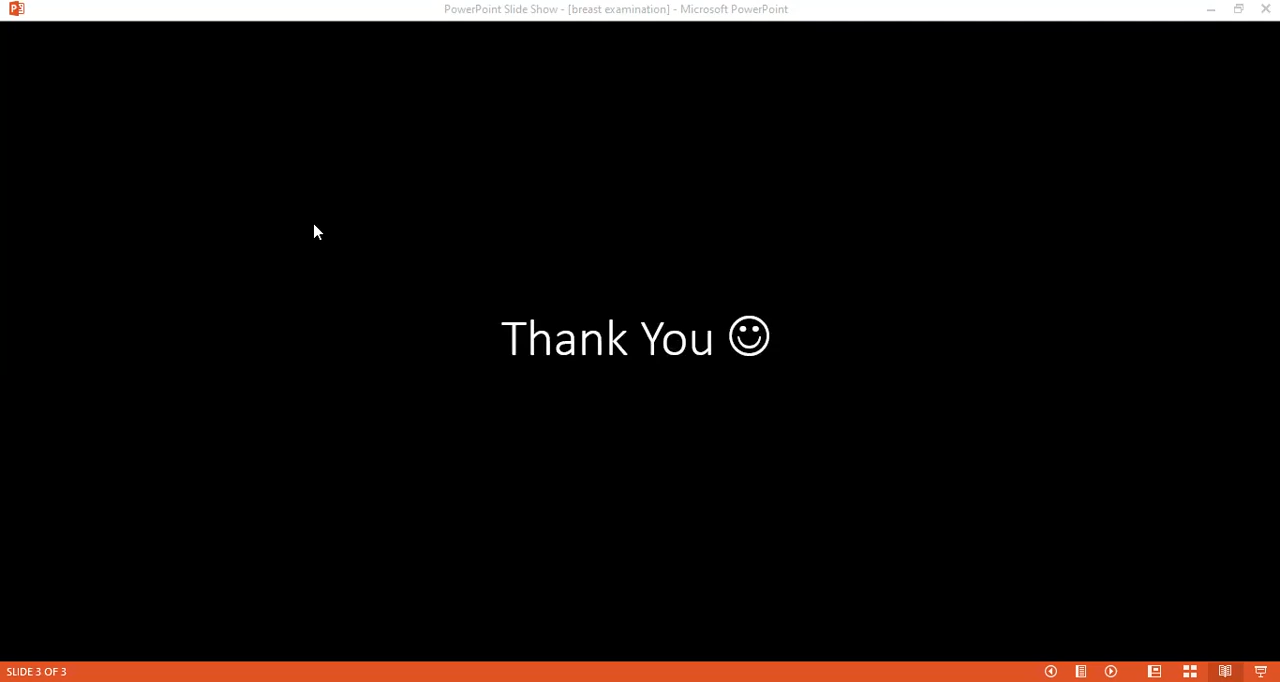 PowerPoint Slide Show - [breast examination] - Microsoft PowerPoint
Thank You ☺
SLIDE 3 OF 3